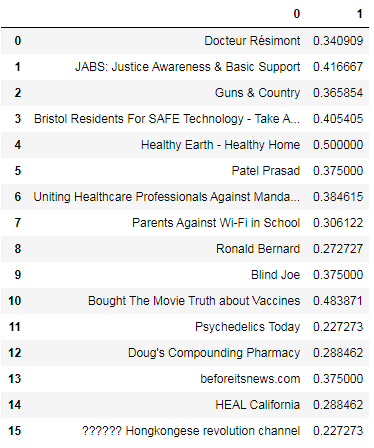 0 1
0 Docteur Résimont 0.340909
1 JABS: Justice Awareness & Basic Support 0.416667
2 Guns & Country 0.365854
3 Bristol Residents For SAFE Technology - Take A... 0.405405
4 Healthy Earth - Healthy Home 0.500000
5 Patel Prasad 0.375000
6 Uniting Healthcare Professionals Against Manda... 0.384615
7 Parents Against Wi-Fi in School 0.306122
8 Ronald Bernard 0.272727
9 Blind Joe 0.375000
10 Bought The Movie Truth about Vaccines 0.483871
11 Psychedelics Today 0.227273
12 Doug's Compounding Pharmacy 0.288462
13 beforeitsnews.com 0.375000
14 HEAL California 0.288462
15 ?????? Hongkongese revolution channel 0.227273